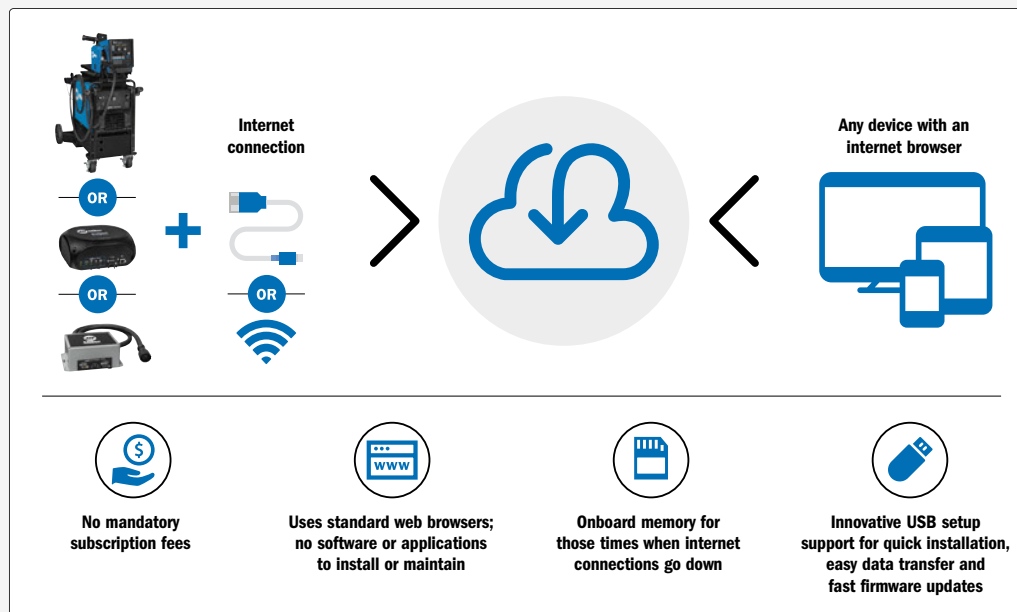 Internet
connection
Any device with an
internet browser
OR
OR
OR
www
$
No mandatory
subscription fees
Uses standard web browsers;
no software or applications
to install or maintain
Onboard memory for
those times when internet
connections go down
Innovative USB setup
support for quick installation,
easy data transfer and
fast firmware updates